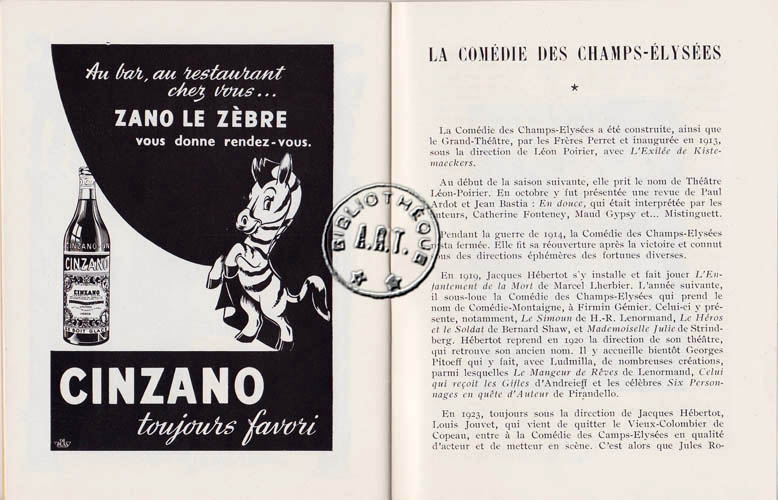 Au bar, au restaurant
chez vous...
ZANO LE ZÈBRE
vous donne rendez-vous.
CINZANO
CINZANO
CINZANO
SE BOIT GLACÉ
CINZANO
toujours favori
BIBLIOTHÈQUE
A.R.T.
LA COMÉDIE DES CHAMPS-ÉLYSÉES
La Comédie des Champs-Elysées a été construite, ainsi que
le Grand-Théâtre, par les Frères Perret et inaugurée en 1913,
sous la direction de Léon Poirier, avec L'Exilée de Kiste-
maeckers.
Au début de la saison suivante, elle prit le nom de Théâtre
Léon-Poirier. En octobre y fut présentée une revue de Paul
Ardot et Jean Bastia : En douce, qui était interprétée par les
auteurs, Catherine Fonteney, Maud Gypsy et... Mistinguett.
Pendant la guerre de 1914, la Comédie des Champs-Elysées
resta fermée. Elle fit sa réouverture après la victoire et connut
sous des directions éphémères des fortunes diverses.
En 1919, Jacques Hébertot s'y installe et fait jouer L'En-
fantement de la Mort de Marcel Lherbier. L'année suivante,
il sous-loue la Comédie des Champs-Elysées qui prend le
nom de Comédie-Montaigne, à Firmin Gémier. Celui-ci y pré-
sente, notamment, Le Simoun de H.-R. Lenormand, Le Héros
et le Soldat de Bernard Shaw, et Mademoiselle Julie de Strind-
berg. Hébertot reprend en 1920 la direction de son théâtre,
qui retrouve son ancien nom. Il y accueille bientôt Georges
Pitoeff qui y fait, avec Ludmilla, de nombreuses créations,
parmi lesquelles Le Mangeur de Rêves de Lenormand, Celui
qui reçoit les Gifles d'Andreieff et les célèbres Six Person-
nages en quête d'Auteur de Pirandello.
En 1923, toujours sous la direction de Jacques Hébertot,
Louis Jouvet, qui vient de quitter le Vieux-Colombier de
Copeau, entre à la Comédie des Camps-Elysées en qualité
d'acteur et de metteur en scène. C'est alors que Jules Ro-